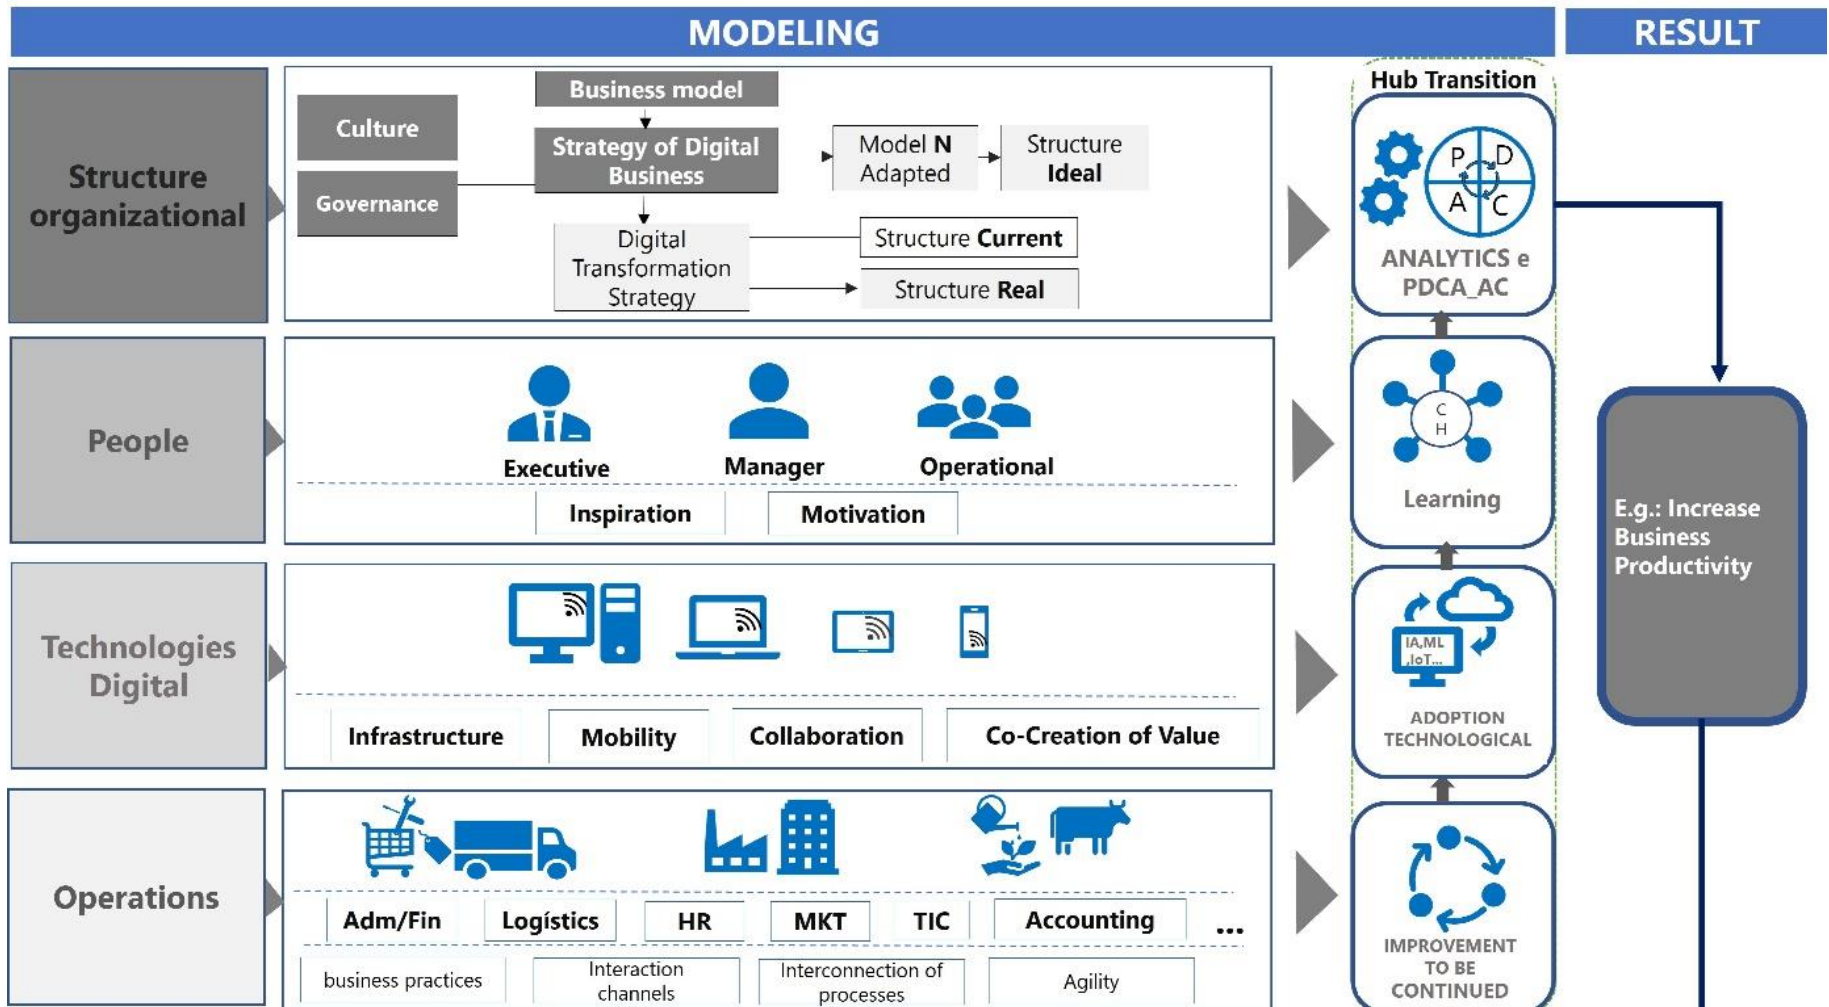 MODELING
RESULT
Structure
organizational
Culture
Governance
Business model
Strategy of Digital
Business
Model N
Adapted
Structure
Ideal
Digital
Transformation
Strategy
Structure Current
Structure Real
Hub Transition
P D
A C
ANALYTICS e
PDCA_AC
People
Executive
Manager
Operational
Inspiration
Motivation
C
H
Learning
E.g.: Increase
Business
Productivity
Technologies
Digital
Infrastructure
Mobility
Collaboration
Co-Creation of Value
IA,ML
,IoT...
ADOPTION
TECHNOLOGICAL
Operations
Adm/Fin
Logístics
HR
MKT
TIC
Accounting
...
business practices
Interaction
channels
Interconnection of
processes
Agility
IMPROVEMENT
TO BE
CONTINUED